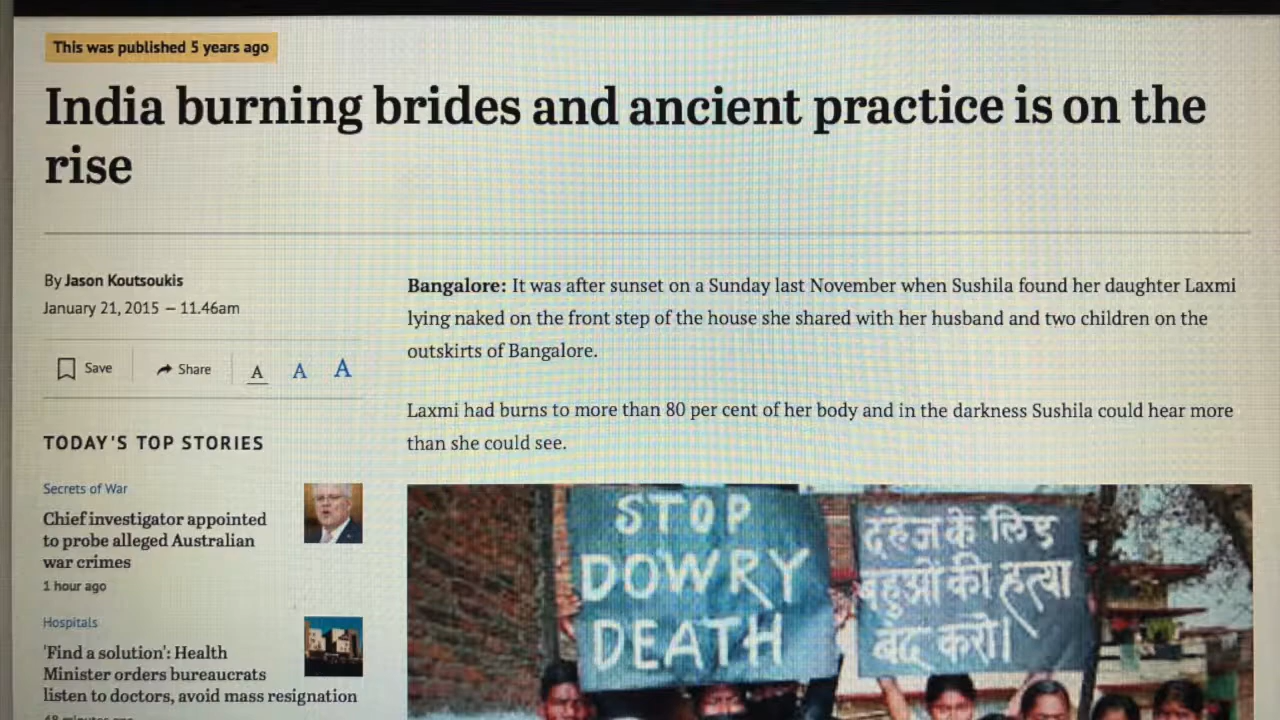 This was published 5 years ago
India burning brides and ancient practice is on the
rise
By Jason Koutsoukis
January 21, 2015 – 11.46am
Save
Share
A A A
TODAY'S TOP STORIES
Secrets of War
Chief investigator appointed
to probe alleged Australian
war crimes
1 hour ago
Hospitals
'Find a solution': Health
Minister orders bureaucrats
listen to doctors, avoid mass resignation
Bangalore: It was after sunset on a Sunday last November when Sushila found her daughter Laxmi
lying naked on the front step of the house she shared with her husband and two children on the
outskirts of Bangalore.
Laxmi had burns to more than 80 per cent of her body and in the darkness Sushila could hear more
than she could see.
STOP
DOWRY
DEATH
दहेज के लिए
बहुओं की हत्या
बंद करो।